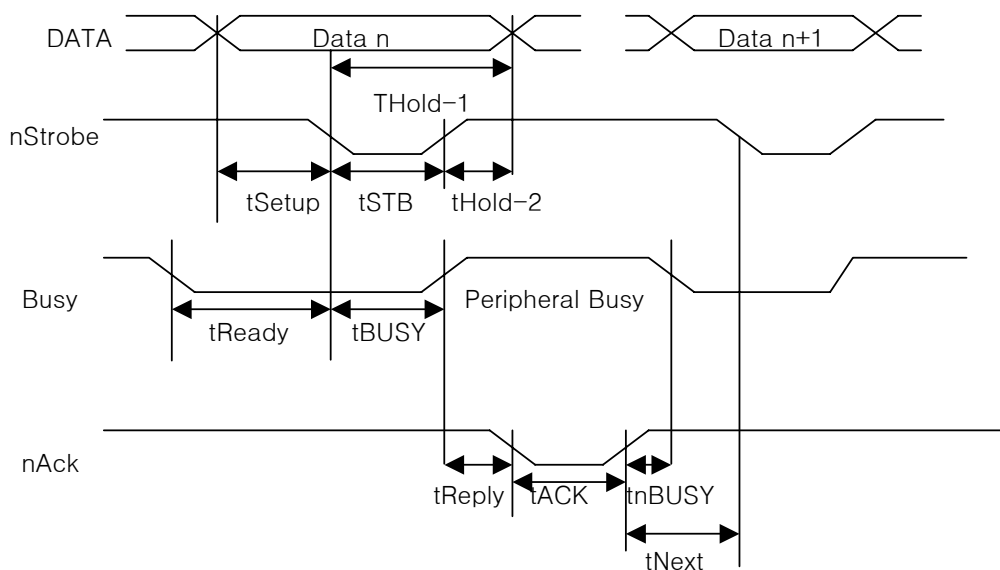 DATA
Data n
Data n+1
THold-1
nStrobe
tSetup
tSTB
tHold-2
Busy
Peripheral Busy
tReady
tBUSY
nAck
tReply
tACK
tnBUSY
tNext